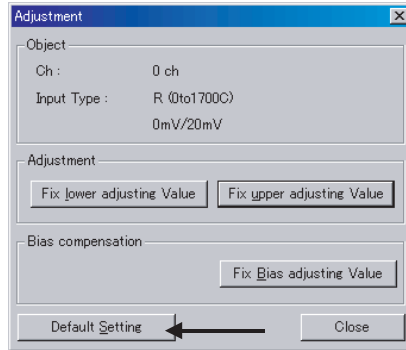 Adjustment
Object
Ch : 0 ch
Input Type : R (0to1700C)
0mV/20mV
Adjustment
Fix lower adjusting Value Fix upper adjusting Value
Bias compensation
Fix Bias adjusting Value
Default Setting Close